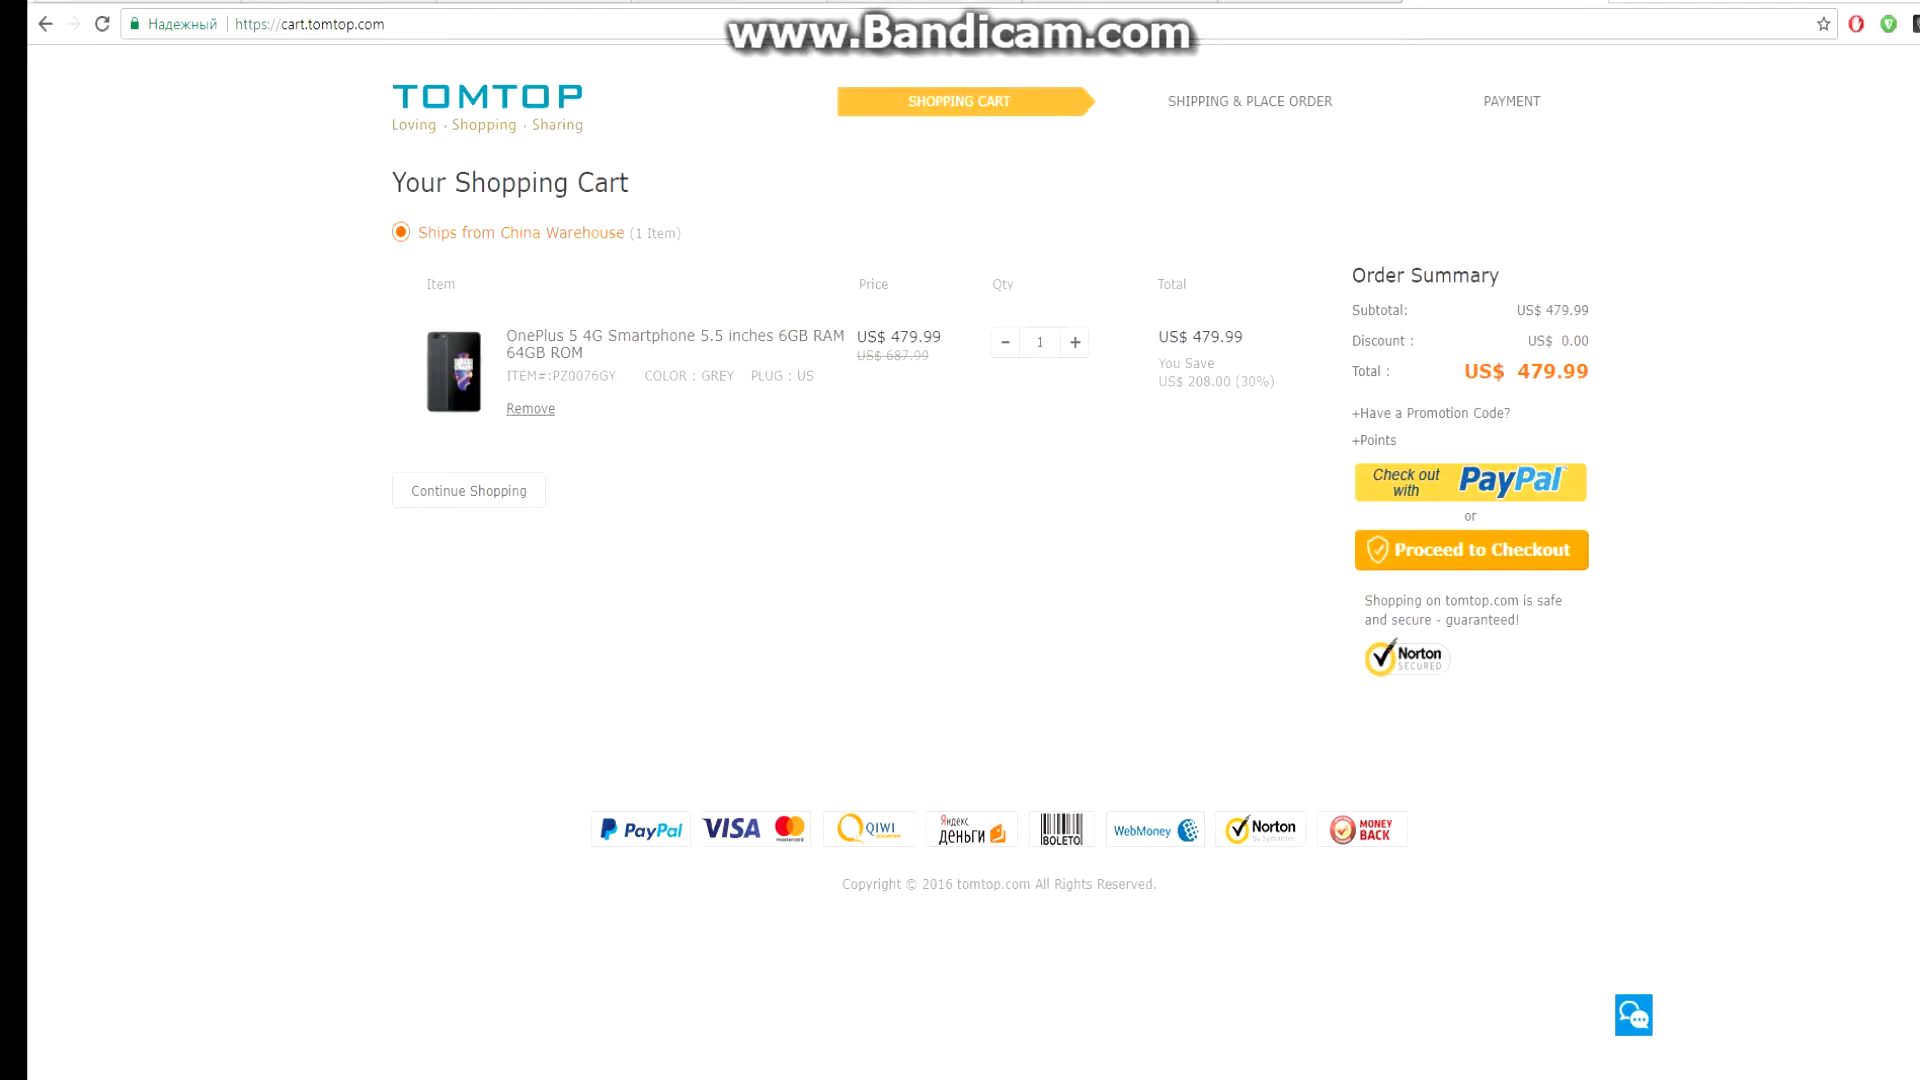 www.Bandicam.com
Надежный https://cart.tomtop.com
TOMTOP
Loving · Shopping · Sharing
SHOPPING CART SHIPPING & PLACE ORDER PAYMENT
Your Shopping Cart
Ships from China Warehouse (1 Item)
Item Price Qty Total
OnePlus 5 4G Smartphone 5.5 inches 6GB RAM
64GB ROM
ITEM#:PZ0076GY COLOR : GREY PLUG : US
Remove
US$ 479.99
US$ 687.99
- 1 +
US$ 479.99
You Save
US$ 208.00 (30%)
Continue Shopping
Order Summary
Subtotal: US$ 479.99
Discount : US$ 0.00
Total : US$ 479.99
+Have a Promotion Code?
+Points
Check out with PayPal
or
Proceed to Checkout
Shopping on tomtop.com is safe
and secure - guaranteed!
Norton
SECURED
PayPal VISA mastercard QIWI Яндекс деньги BOLETO WebMoney Norton by Symantec MONEY BACK
Copyright © 2016 tomtop.com All Rights Reserved.